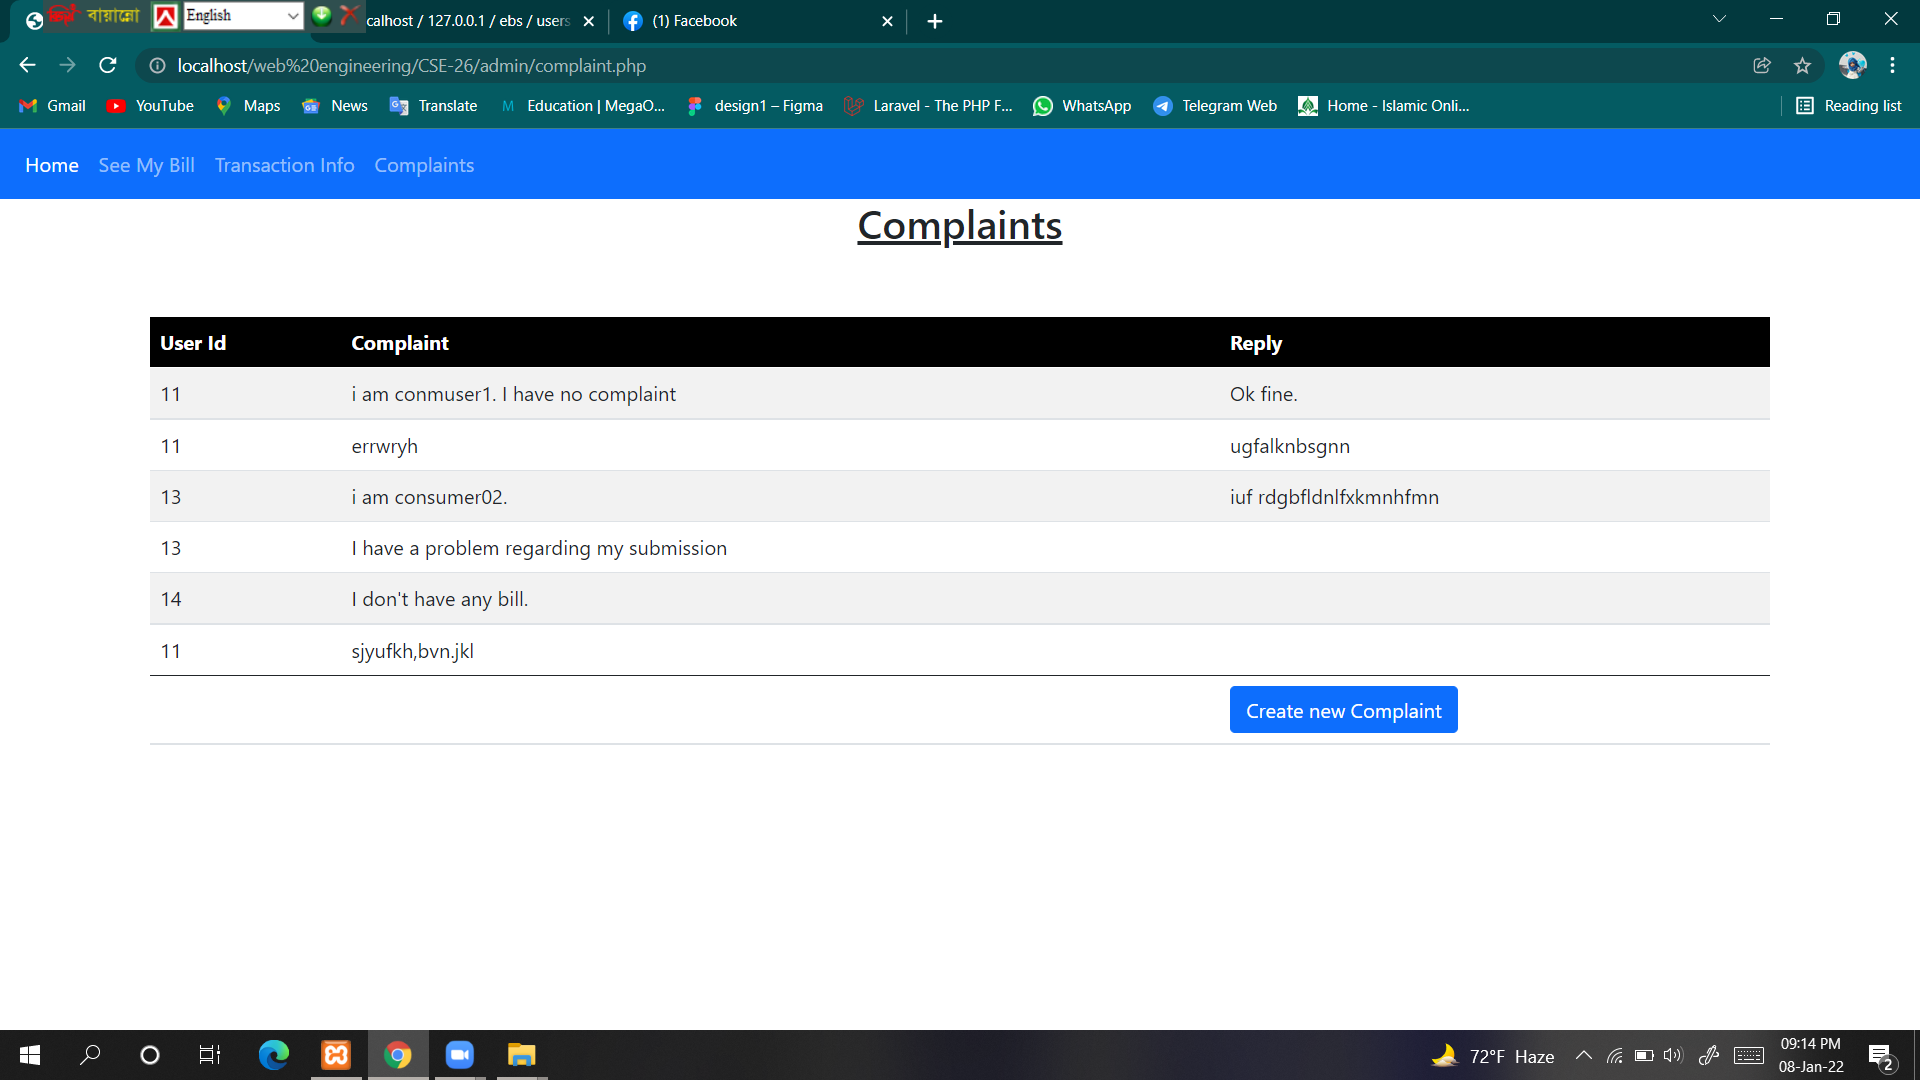 বায়ান্নো English calhost / 127.0.0.1 / ebs / users (1) Facebook
localhost/web%20engineering/CSE-26/admin/complaint.php
Gmail YouTube Maps News Translate M Education | MegaO... design1 – Figma Laravel - The PHP F... WhatsApp Telegram Web Home - Islamic Onli... Reading list
Home See My Bill Transaction Info Complaints
Complaints
User Id Complaint Reply
11 i am conmuser1. I have no complaint Ok fine.
11 errwryh ugfalknbsgnn
13 i am consumer02. iuf rdgbfldnlfxkmnhfmn
13 I have a problem regarding my submission
14 I don't have any bill.
11 sjyufkh,bvn.jkl
Create new Complaint
72°F Haze
09:14 PM
08-Jan-22
2